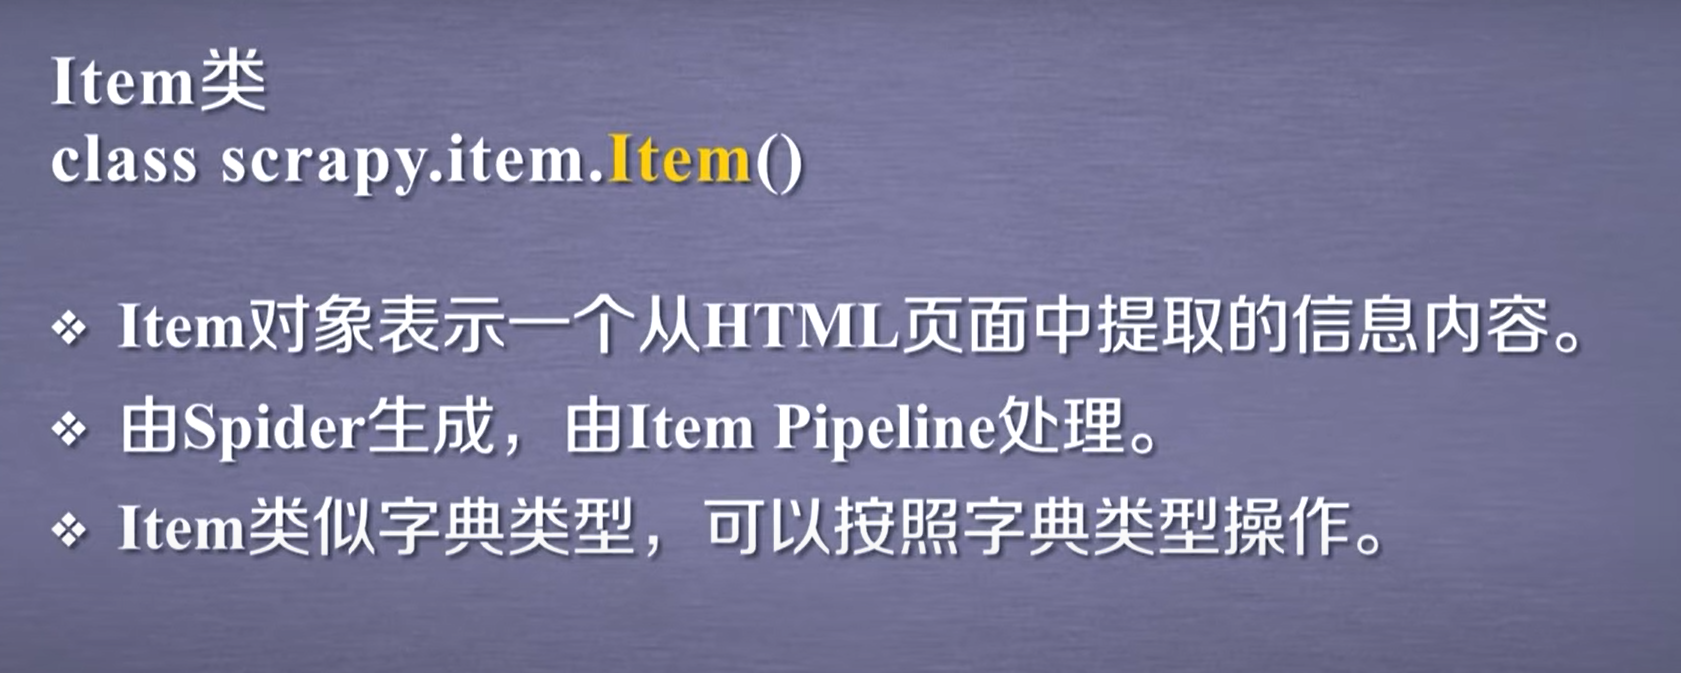 Item类
class scrapy.item.Item()
❖ Item对象表示一个从HTML页面中提取的信息内容。
❖ 由Spider生成，由Item Pipeline处理。
❖ Item类似字典类型，可以按照字典类型操作。